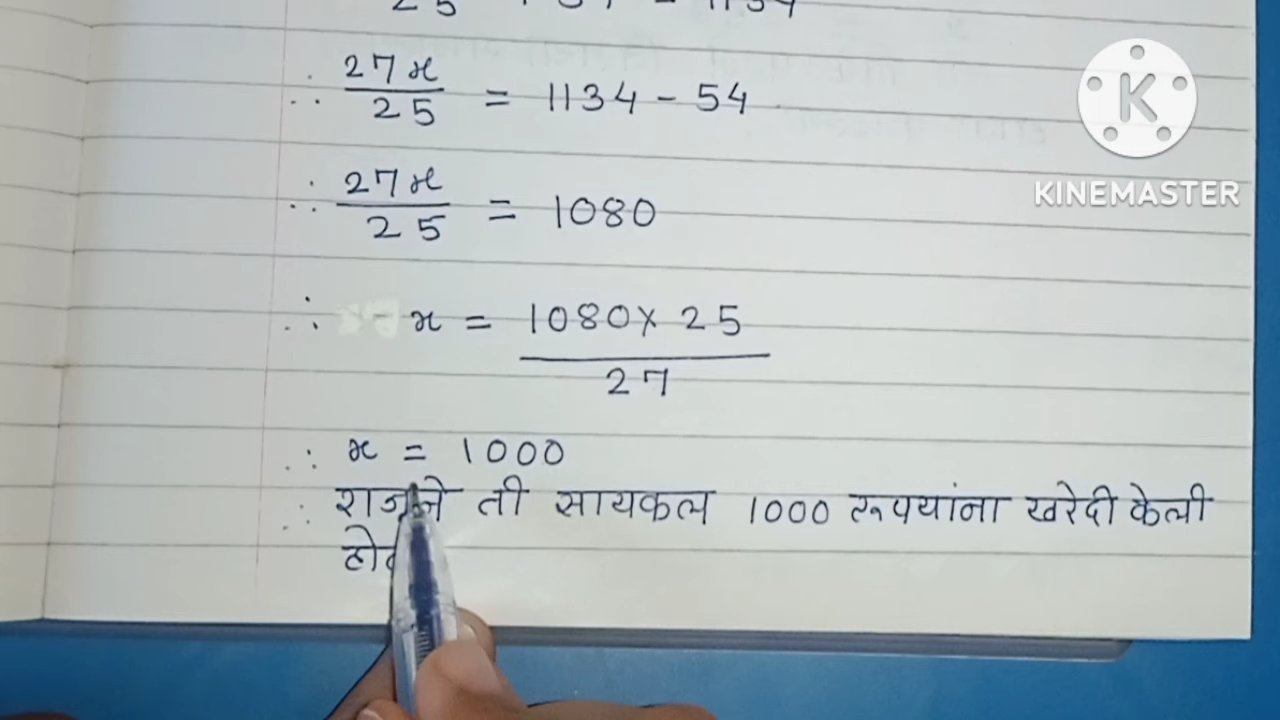 ∴ 27x/25 = 1134 - 54
∴ 27x/25 = 1080
∴ x = 1080 × 25 / 27
∴ x = 1000
∴ ती सायकल 1000 रूपयांना खरेदी केली
K
KINEMASTER